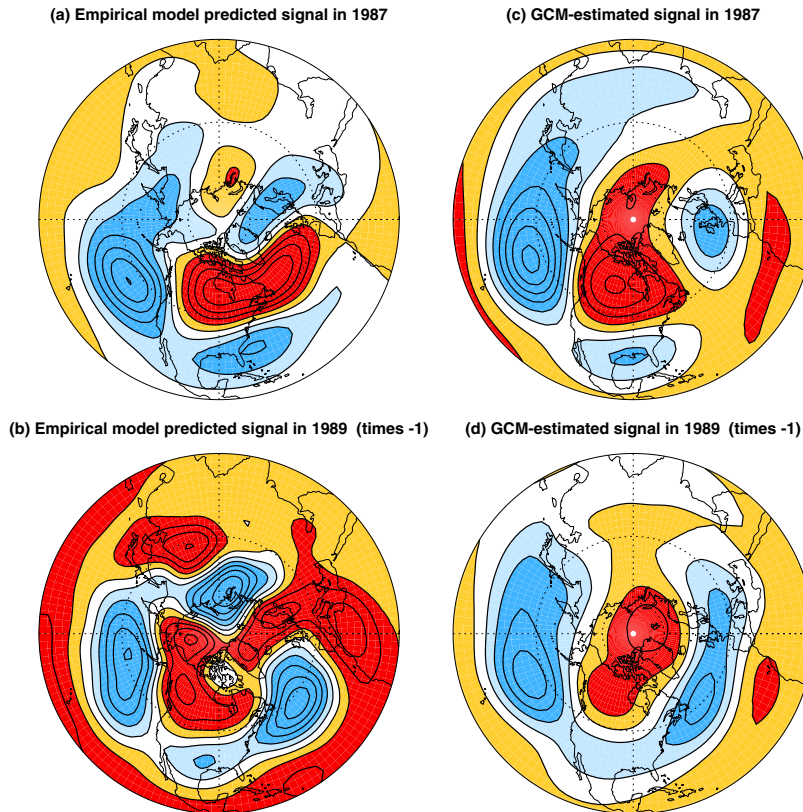 (a) Empirical model predicted signal in 1987
(c) GCM-estimated signal in 1987
(b) Empirical model predicted signal in 1989 (times -1)
(d) GCM-estimated signal in 1989 (times -1)